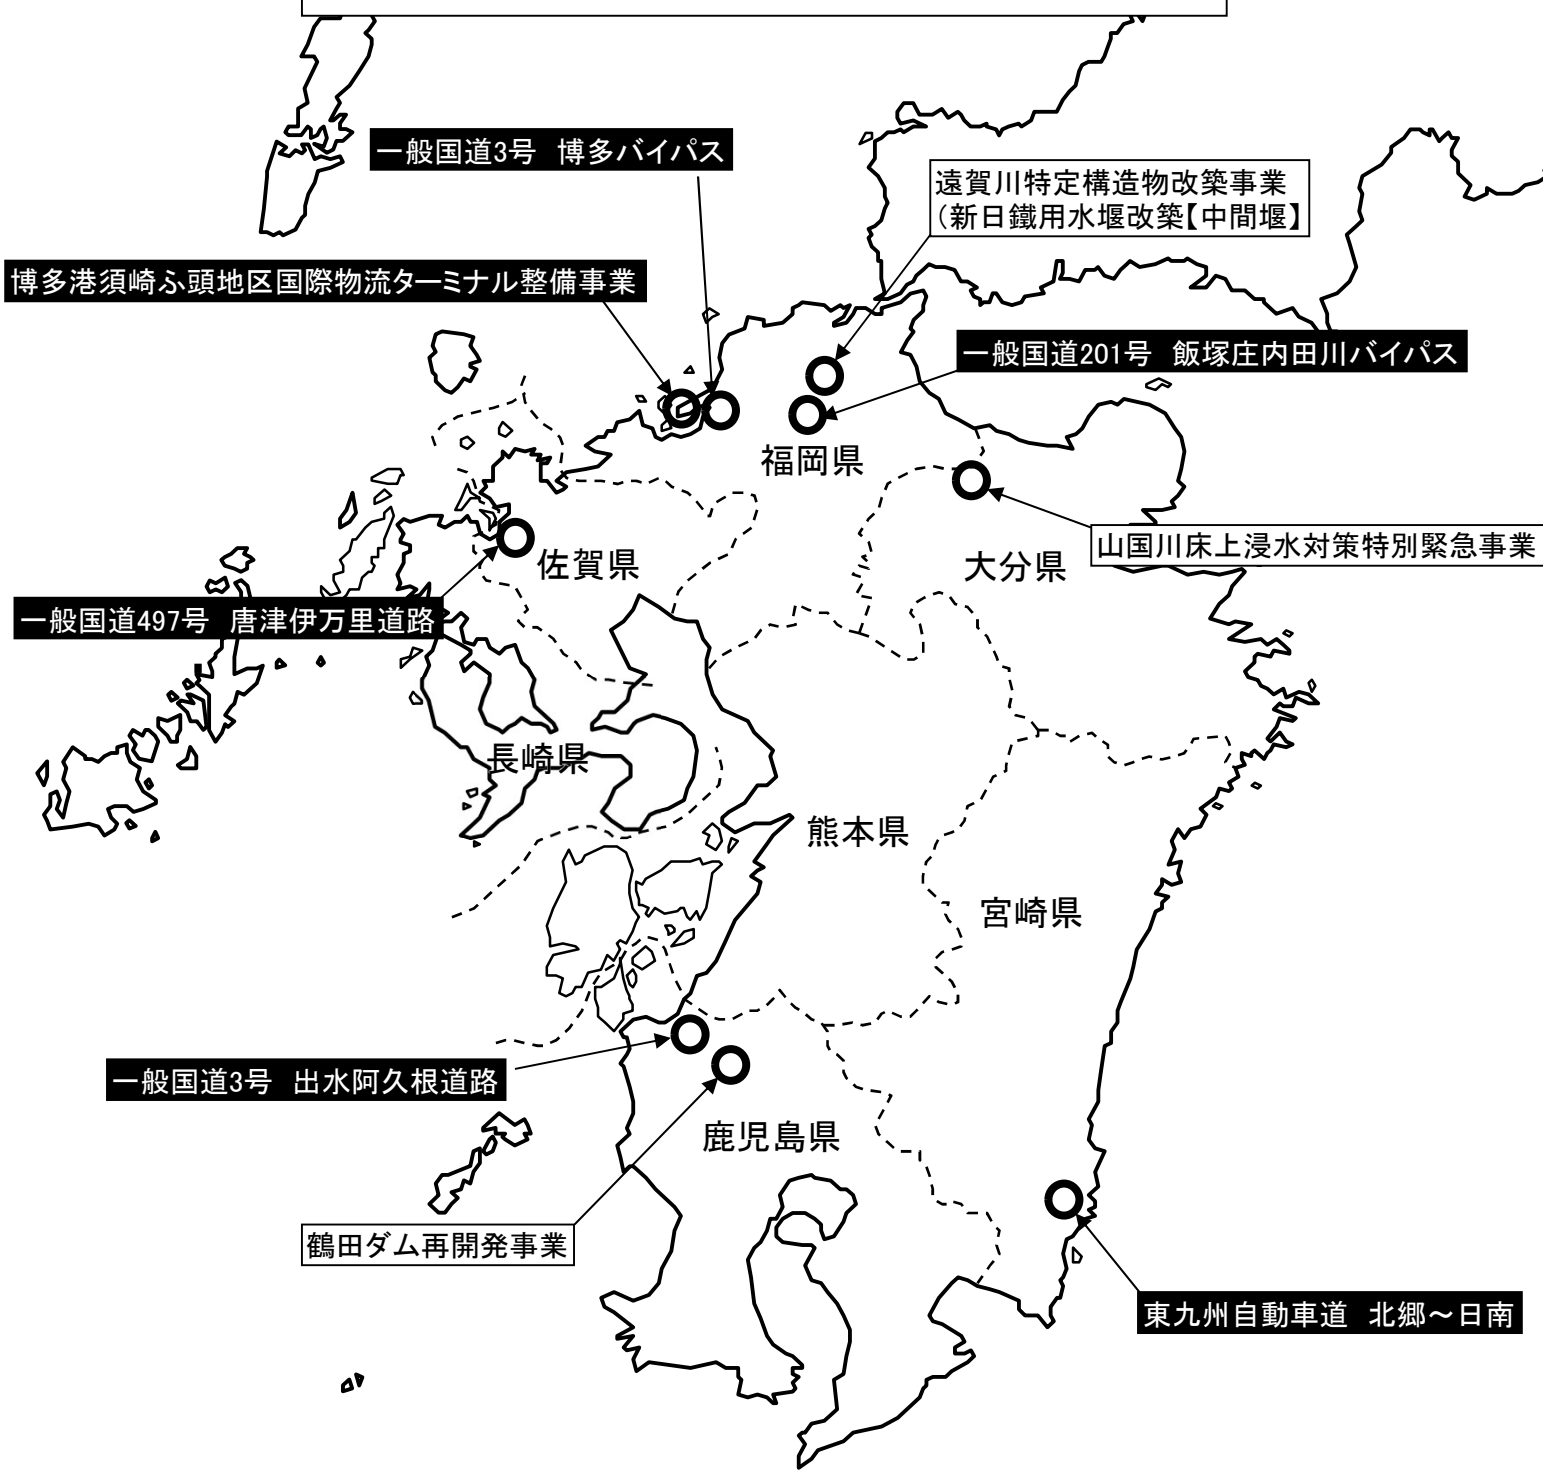 一般国道3号　博多バイパス
遠賀川特定構造物改築事業
（新日鐵用水堰改築【中間堰】
博多港須崎ふ頭地区国際物流ターミナル整備事業
一般国道201号　飯塚庄内田川バイパス
福岡県
山国川床上浸水対策特別緊急事業
佐賀県
大分県
一般国道497号　唐津伊万里道路
長崎県
熊本県
宮崎県
一般国道3号　出水阿久根道路
鹿児島県
鶴田ダム再開発事業
東九州自動車道　北郷～日南